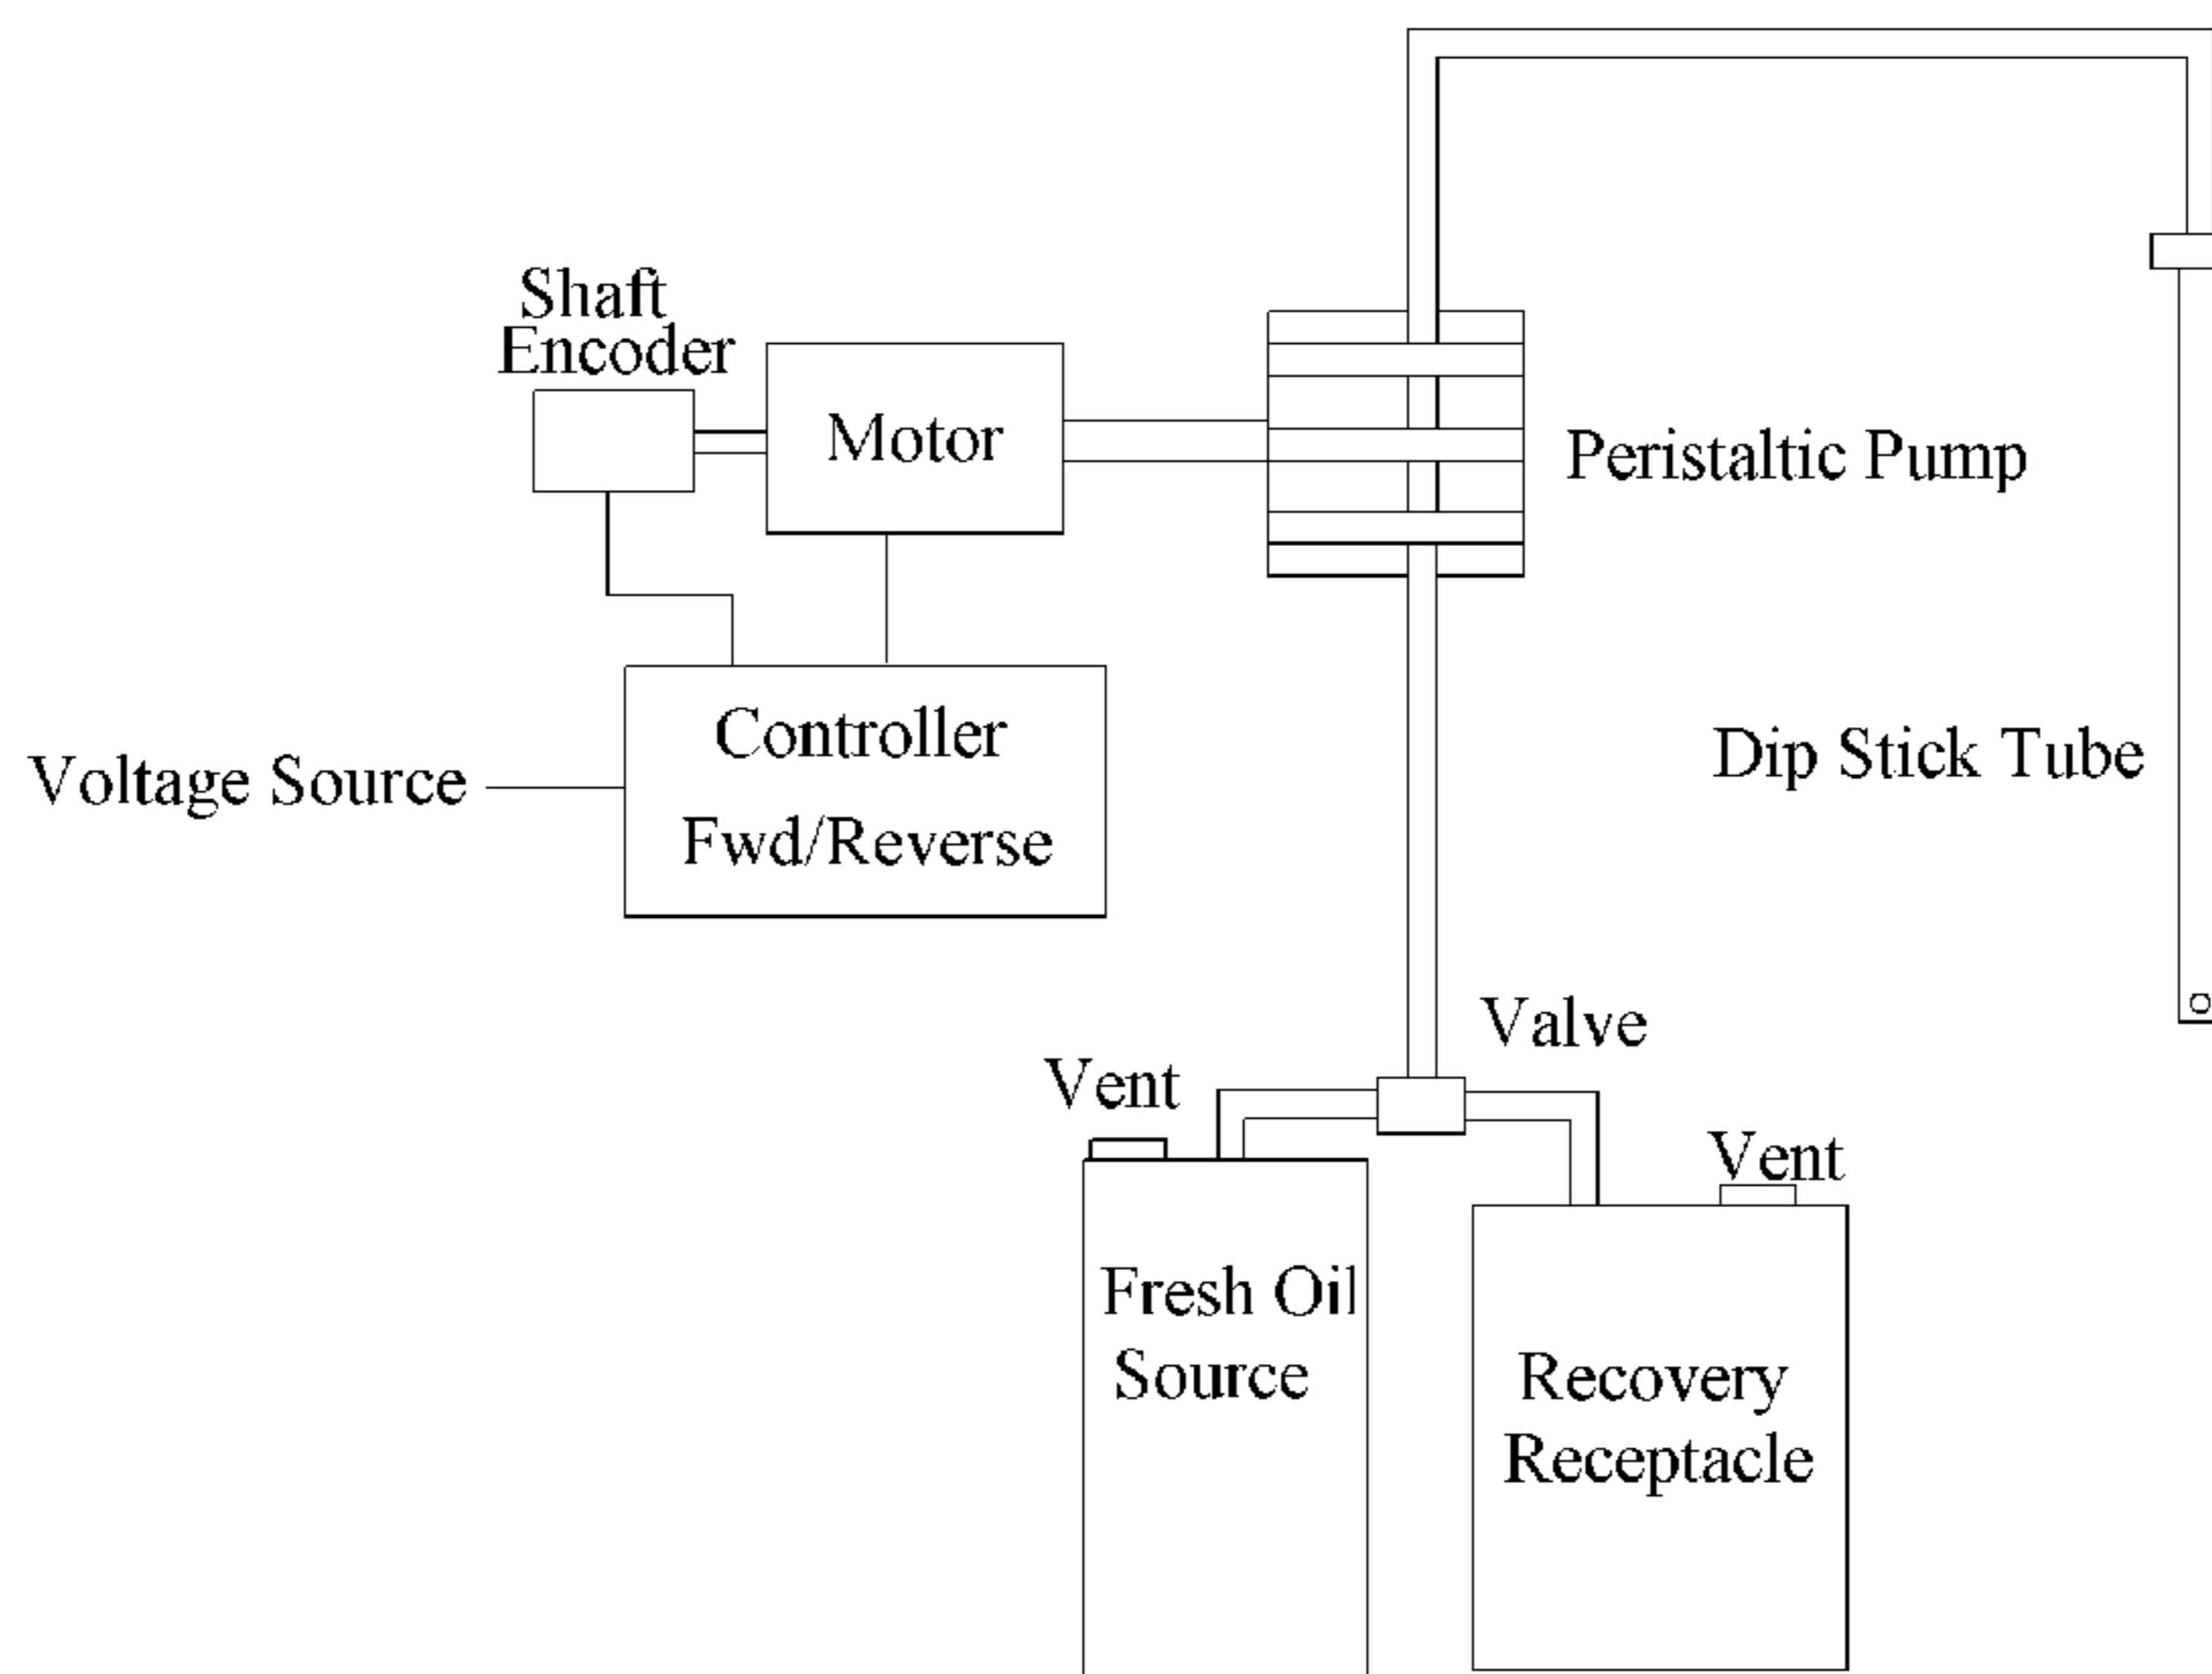 Shaft
Encoder
Motor
Peristaltic Pump
Controller
Fwd/Reverse
Voltage Source
Dip Stick Tube
Valve
Vent
Vent
Fresh Oil
Source
Recovery
Receptacle